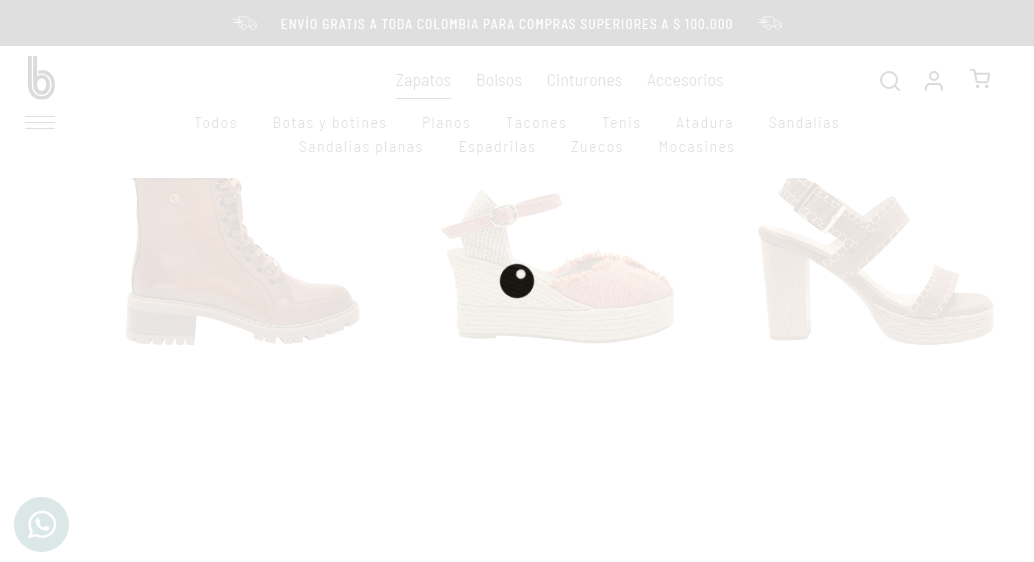 ENVÍO GRATIS A TODA COLOMBIA PARA COMPRAS SUPERIORES A $ 100.000
b
Zapatos Bolsos Cinturones Accesorios
Todos Botas y botines Planos Tacones Tenis Atadura Sandalias
Sandalias planas Espadrilas Zuecos Mocasines